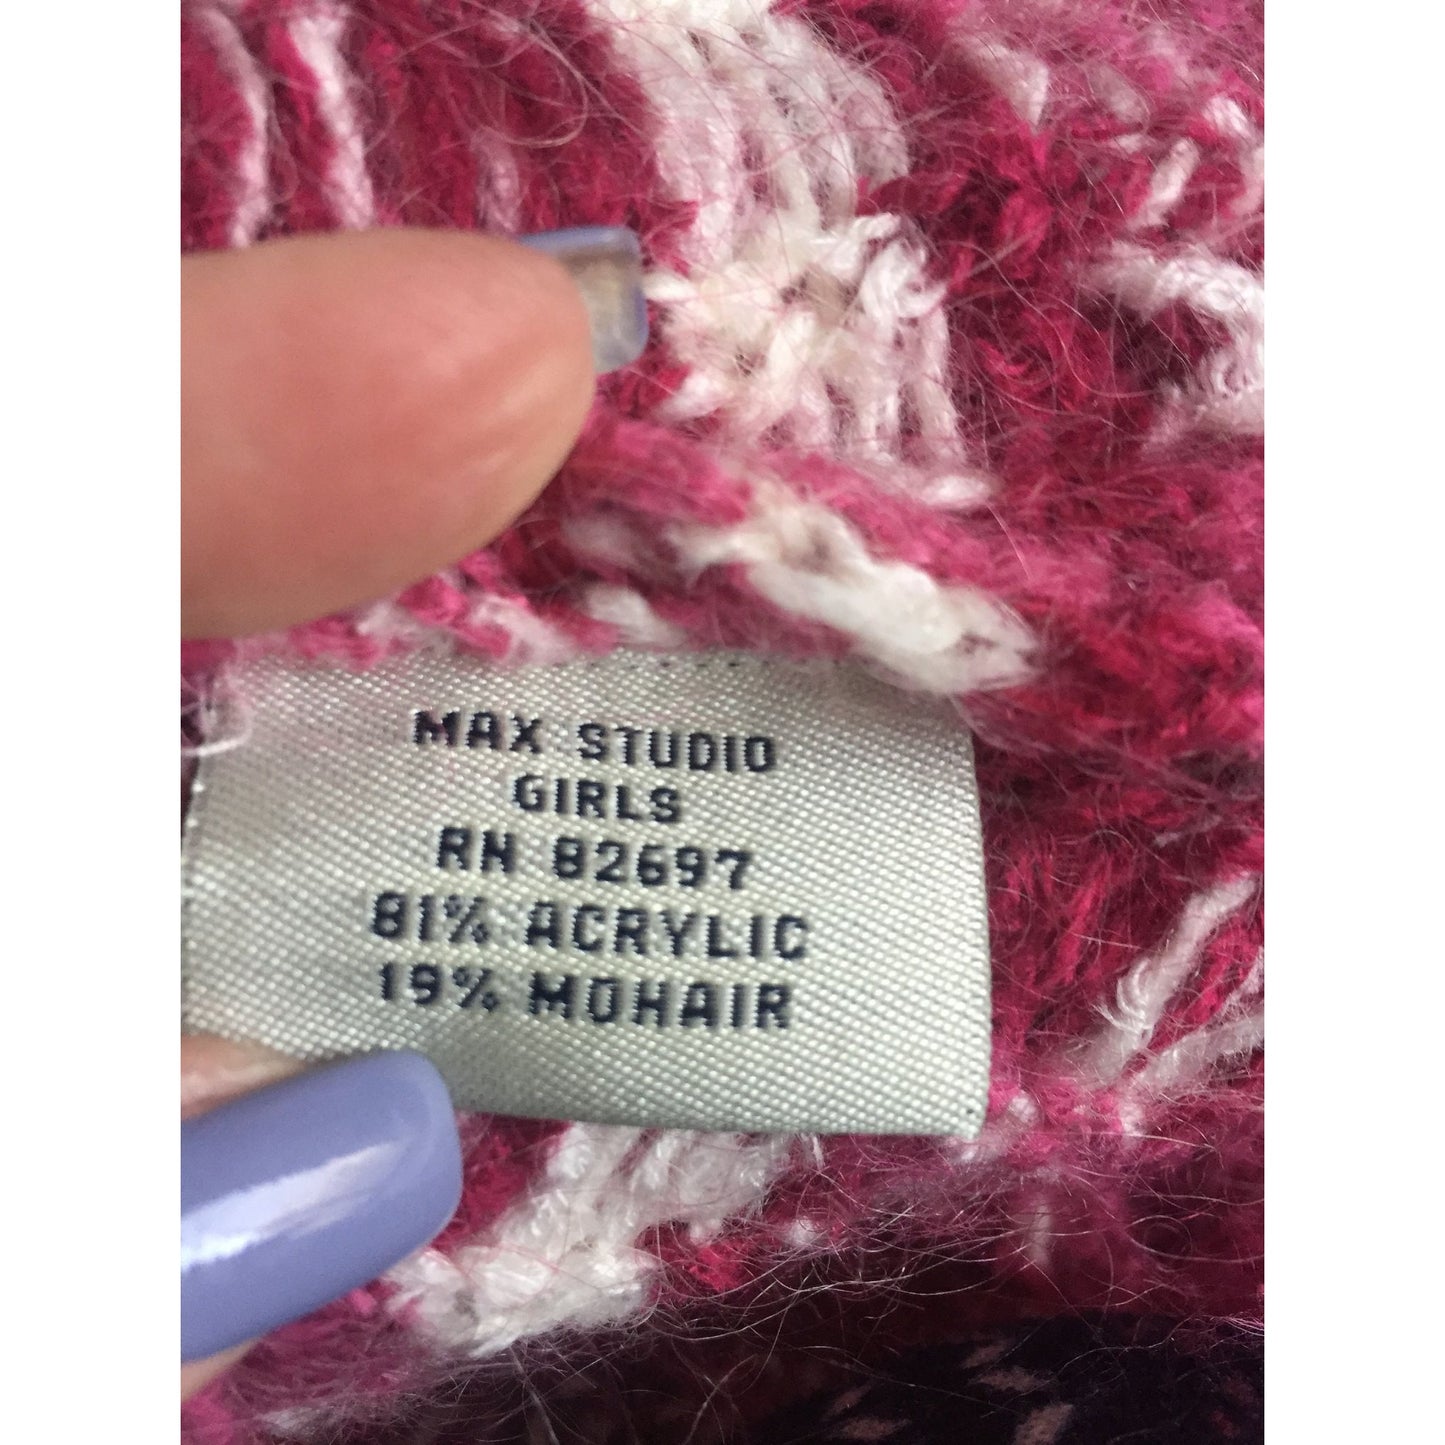 MAX STUDIO
GIRLS
RN 82697
81% ACRYLIC
19% MOHAIR